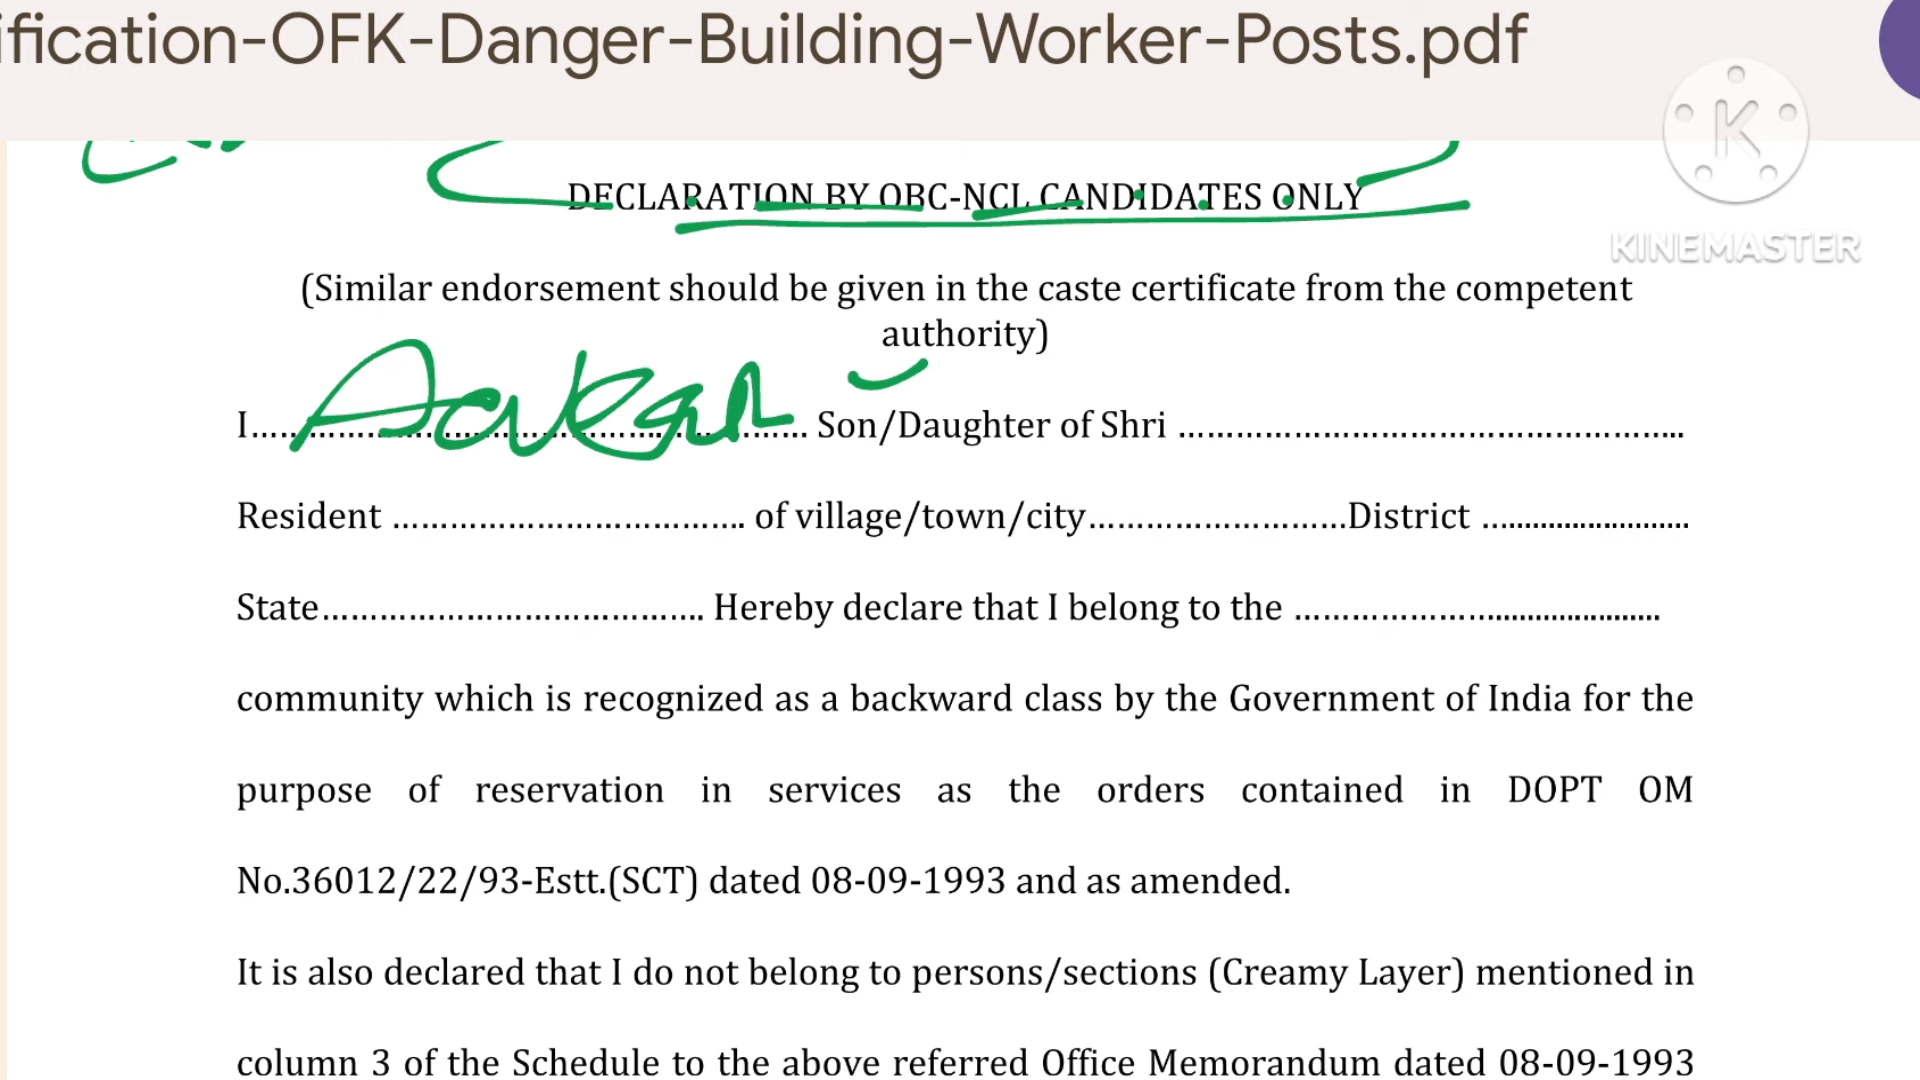 ification-OFK-Danger-Building-Worker-Posts.pdf
K
KINEMASTER
DECLARATION BY OBC-NCL CANDIDATES ONLY
(Similar endorsement should be given in the caste certificate from the competent
authority)
I.................................................... Son/Daughter of Shri ....................................................
Resident .................................... of village/town/city..........................District ........................
State...................................... Hereby declare that I belong to the ........................................
community which is recognized as a backward class by the Government of India for the
purpose of reservation in services as the orders contained in DOPT OM
No.36012/22/93-Estt.(SCT) dated 08-09-1993 and as amended.
It is also declared that I do not belong to persons/sections (Creamy Layer) mentioned in
column 3 of the Schedule to the above referred Office Memorandum dated 08-09-1993